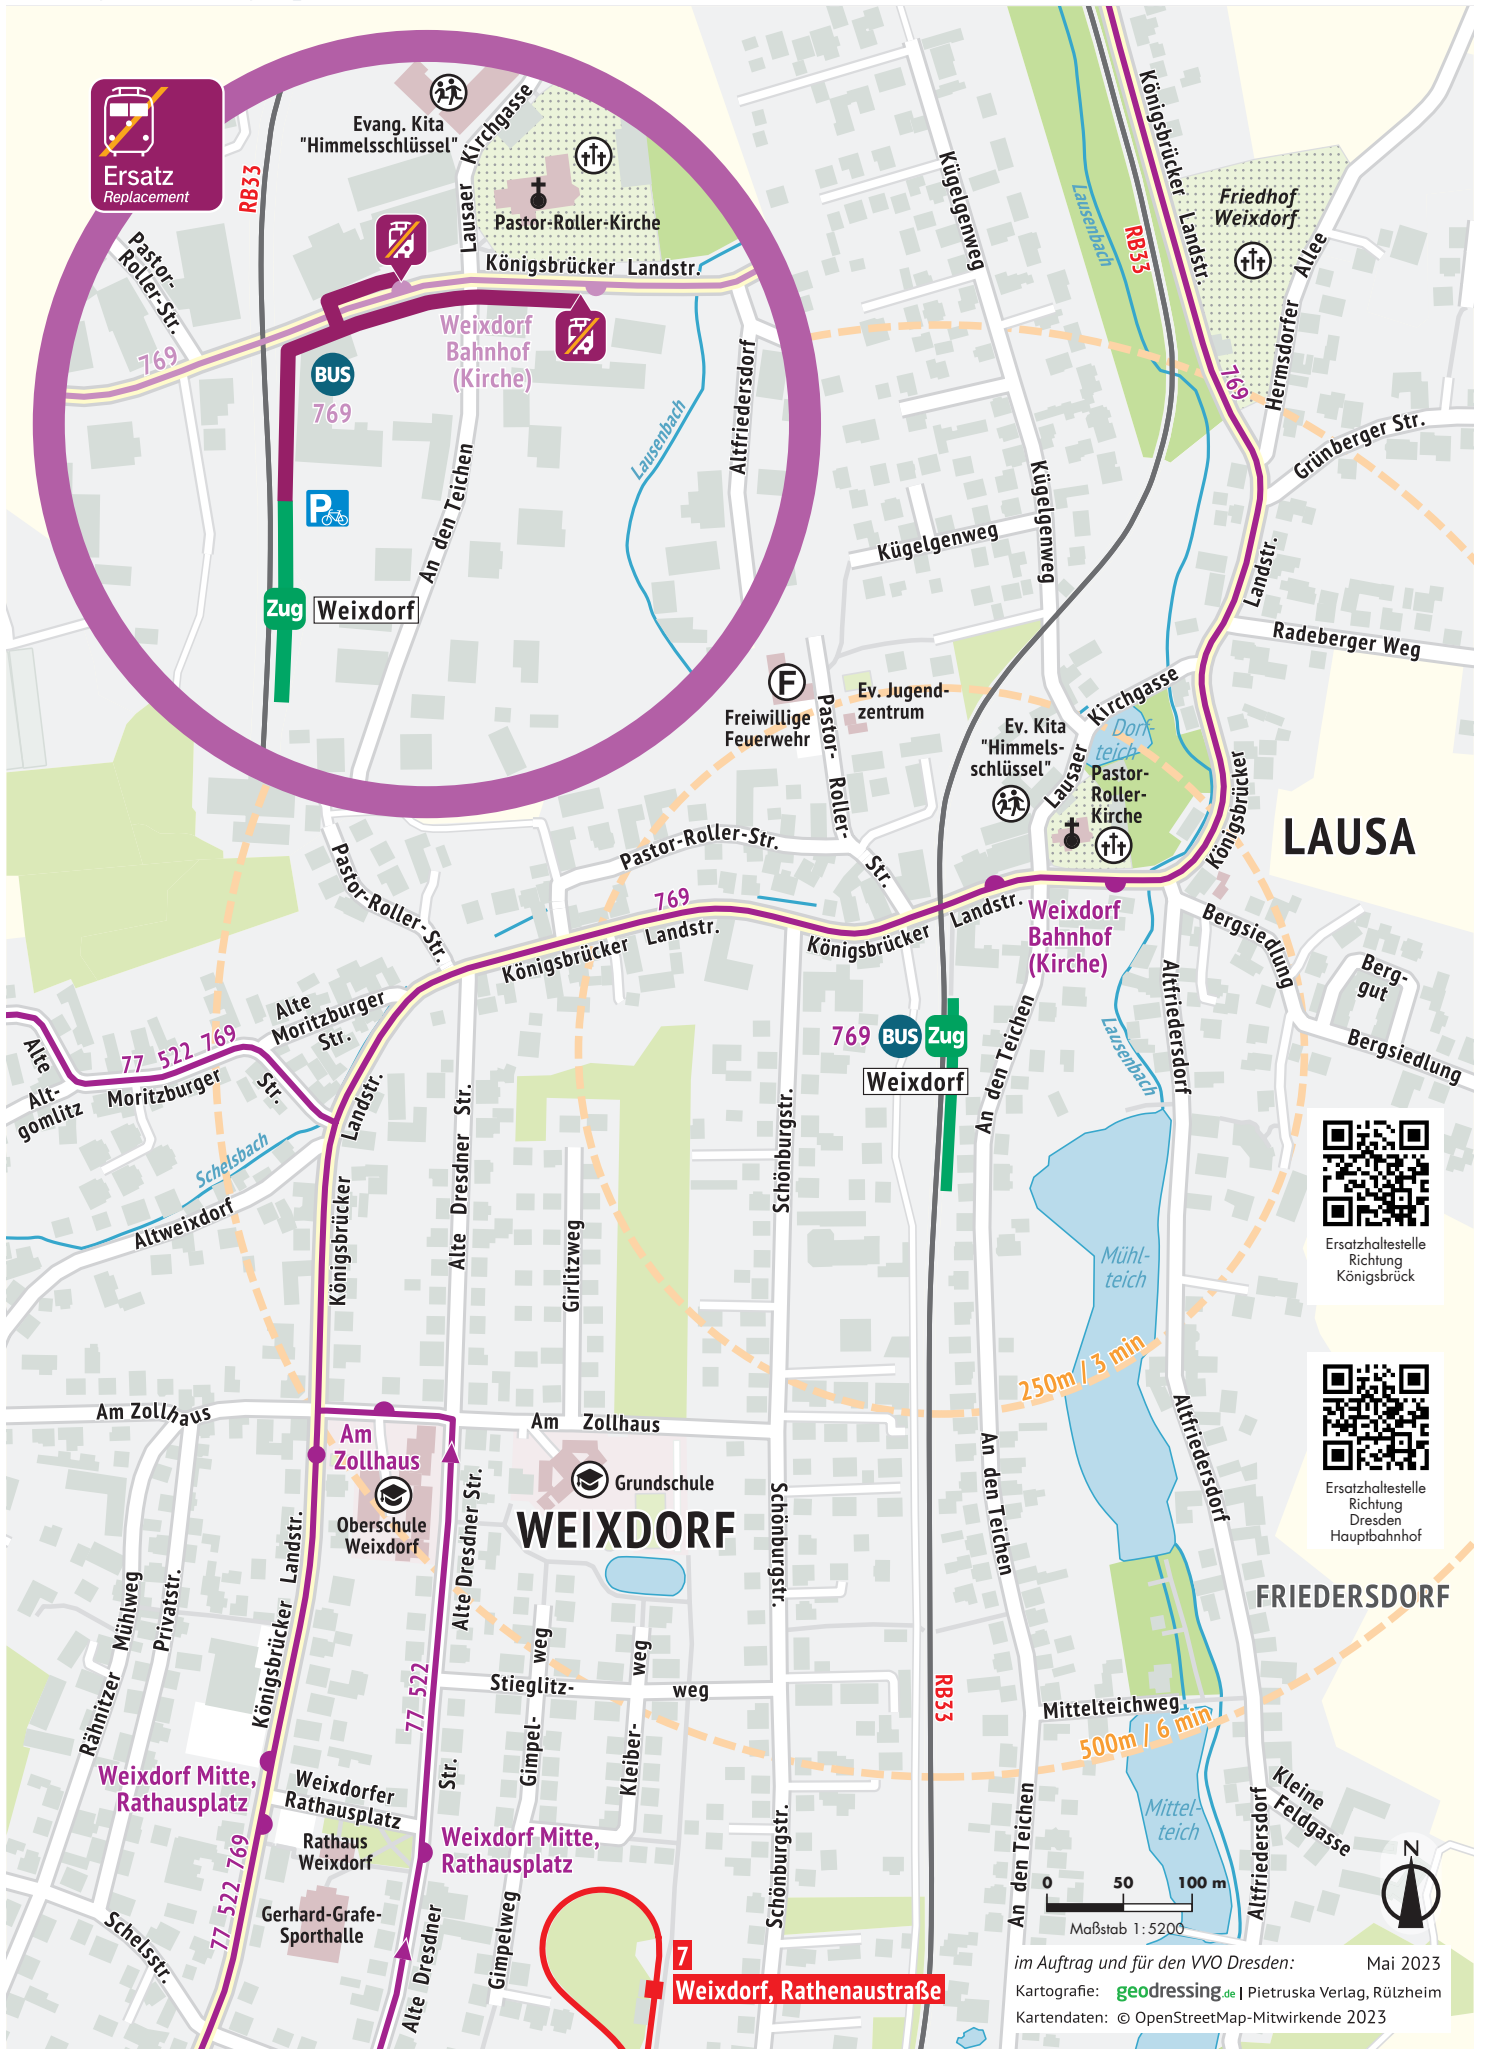 Ersatz
Replacement
RB33
Evang. Kita
"Himmelsschlüssel"
Kirchgasse
Lausaer
Pastor-Roller-Kirche
Königsbrücker Landstr.
Pastor-
Roller-Str.
769
BUS
769
Weixdorf
Bahnhof
(Kirche)
Altfriedersdorf
Lausenbach
An den Teichen
P
Zug
Weixdorf
Kügelgenweg
Lausenbach
RB33
Königsbrücker Landstr.
Friedhof
Weixdorf
Hermsdorfer Allee
769
Grünberger Str.
Kügelgenweg
Kügelgenweg
Landstr.
Radeberger Weg
F
Freiwillige
Feuerwehr
Pastor- Roller-
Str.
Ev. Jugend-
zentrum
Ev. Kita
"Himmels-
schlüssel"
Kirchgasse
Dorf-
teich
Lausaer
Pastor-
Roller-
Kirche
Königsbrücker
LAUSA
Pastor-Roller-Str.
Pastor-Roller-Str.
769
Königsbrücker Landstr.
Königsbrücker Landstr.
Weixdorf
Bahnhof
(Kirche)
Bergsiedlung
Berg-
gut
Bergsiedlung
Altfriedersdorf
Lausenbach
An den Teichen
769
BUS
Zug
Weixdorf
Alte
Moritzburger
Str.
77 522 769
Alte
Moritzburger
Str.
Alt-
gomlitz
Landstr.
Schelsbach
Altweixdorf
Königsbrücker
Alte Dresdner Str.
Girlitzweg
Schönburgstr.
Mühl-
teich
250m / 3 min
Ersatzhaltestelle
Richtung
Königsbrück
Ersatzhaltestelle
Richtung
Dresden
Hauptbahnhof
Am Zollhaus
Am
Zollhaus
Am Zollhaus
Oberschule
Weixdorf
Grundschule
WEIXDORF
Alte Dresdner Str.
Schönburgstr.
An den Teichen
Altfriedersdorf
FRIEDERSDORF
Rähnitzer Mühlweg
Privatstr.
Königsbrücker Landstr.
77 522
Stieglitz-
weg
Gimpel-
weg
Kleiber-
weg
RB33
Mittelteichweg
500m / 6 min
Mittel-
teich
Kleine
Feldgasse
Altfriedersdorf
An den Teichen
Schönburgstr.
Weixdorf Mitte,
Rathausplatz
Weixdorfer
Rathausplatz
Rathaus
Weixdorf
Weixdorf Mitte,
Rathausplatz
Str.
77 522 769
Gerhard-Grafe-
Sporthalle
Schelsstr.
Alte Dresdner
Gimpelweg
7
Weixdorf, Rathenaustraße
N
0 50 100 m
Maßstab 1:5200
im Auftrag und für den VVO Dresden: Mai 2023
Kartografie: geodressing.de | Pietruska Verlag, Rülzheim
Kartendaten: © OpenStreetMap-Mitwirkende 2023